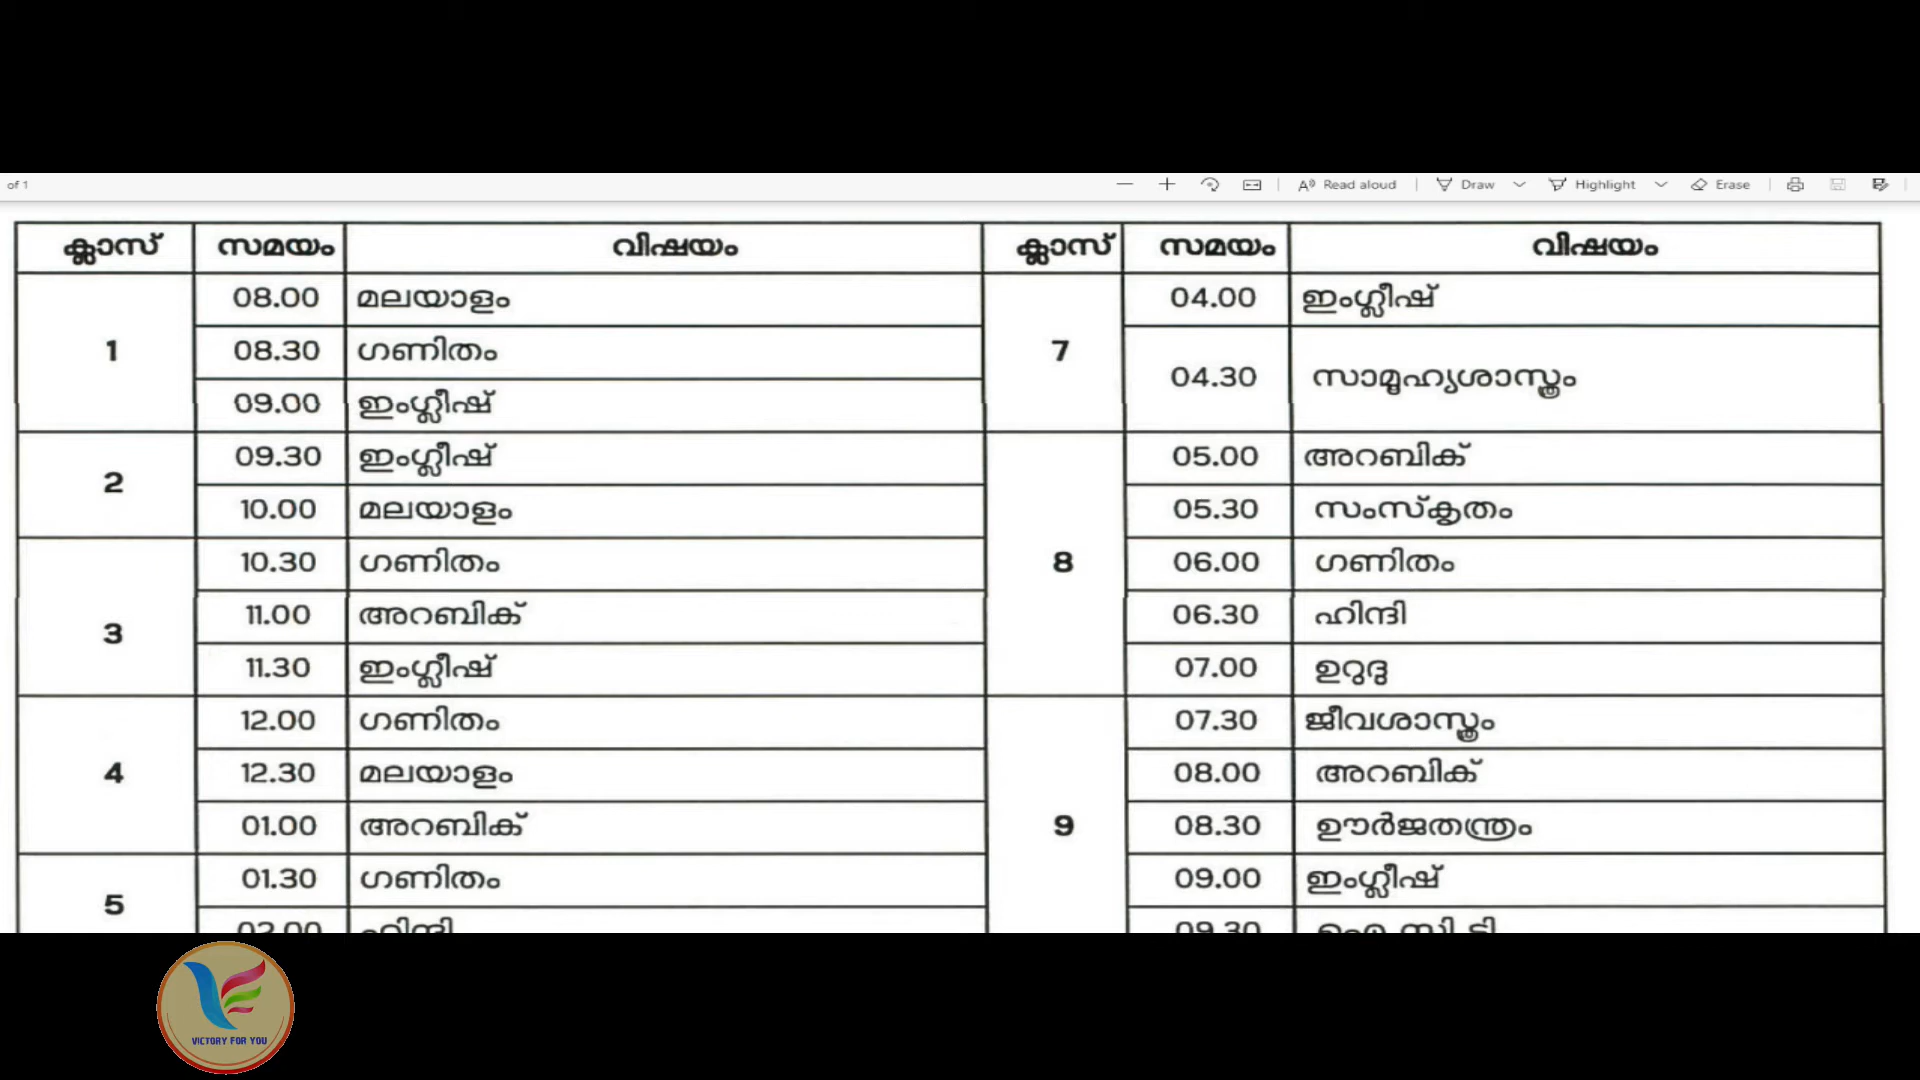 of 1
Read aloud Draw Highlight Erase
ക്ലാസ് സമയം വിഷയം ക്ലാസ് സമയം വിഷയം
1
08.00 മലയാളം
08.30 ഗണിതം
09.00 ഇംഗ്ലീഷ്
2
09.30 ഇംഗ്ലീഷ്
10.00 മലയാളം
3
10.30 ഗണിതം
11.00 അറബിക്
11.30 ഇംഗ്ലീഷ്
4
12.00 ഗണിതം
12.30 മലയാളം
01.00 അറബിക്
5
01.30 ഗണിതം
02.00 ഹിന്ദി
7
04.00 ഇംഗ്ലീഷ്
04.30 സാമൂഹ്യശാസ്ത്രം
8
05.00 അറബിക്
05.30 സംസ്കൃതം
06.00 ഗണിതം
06.30 ഹിന്ദി
07.00 ഉറുദു
9
07.30 ജീവശാസ്ത്രം
08.00 അറബിക്
08.30 ഊർജതന്ത്രം
09.00 ഇംഗ്ലീഷ്
09.30
VICTORY FOR YOU